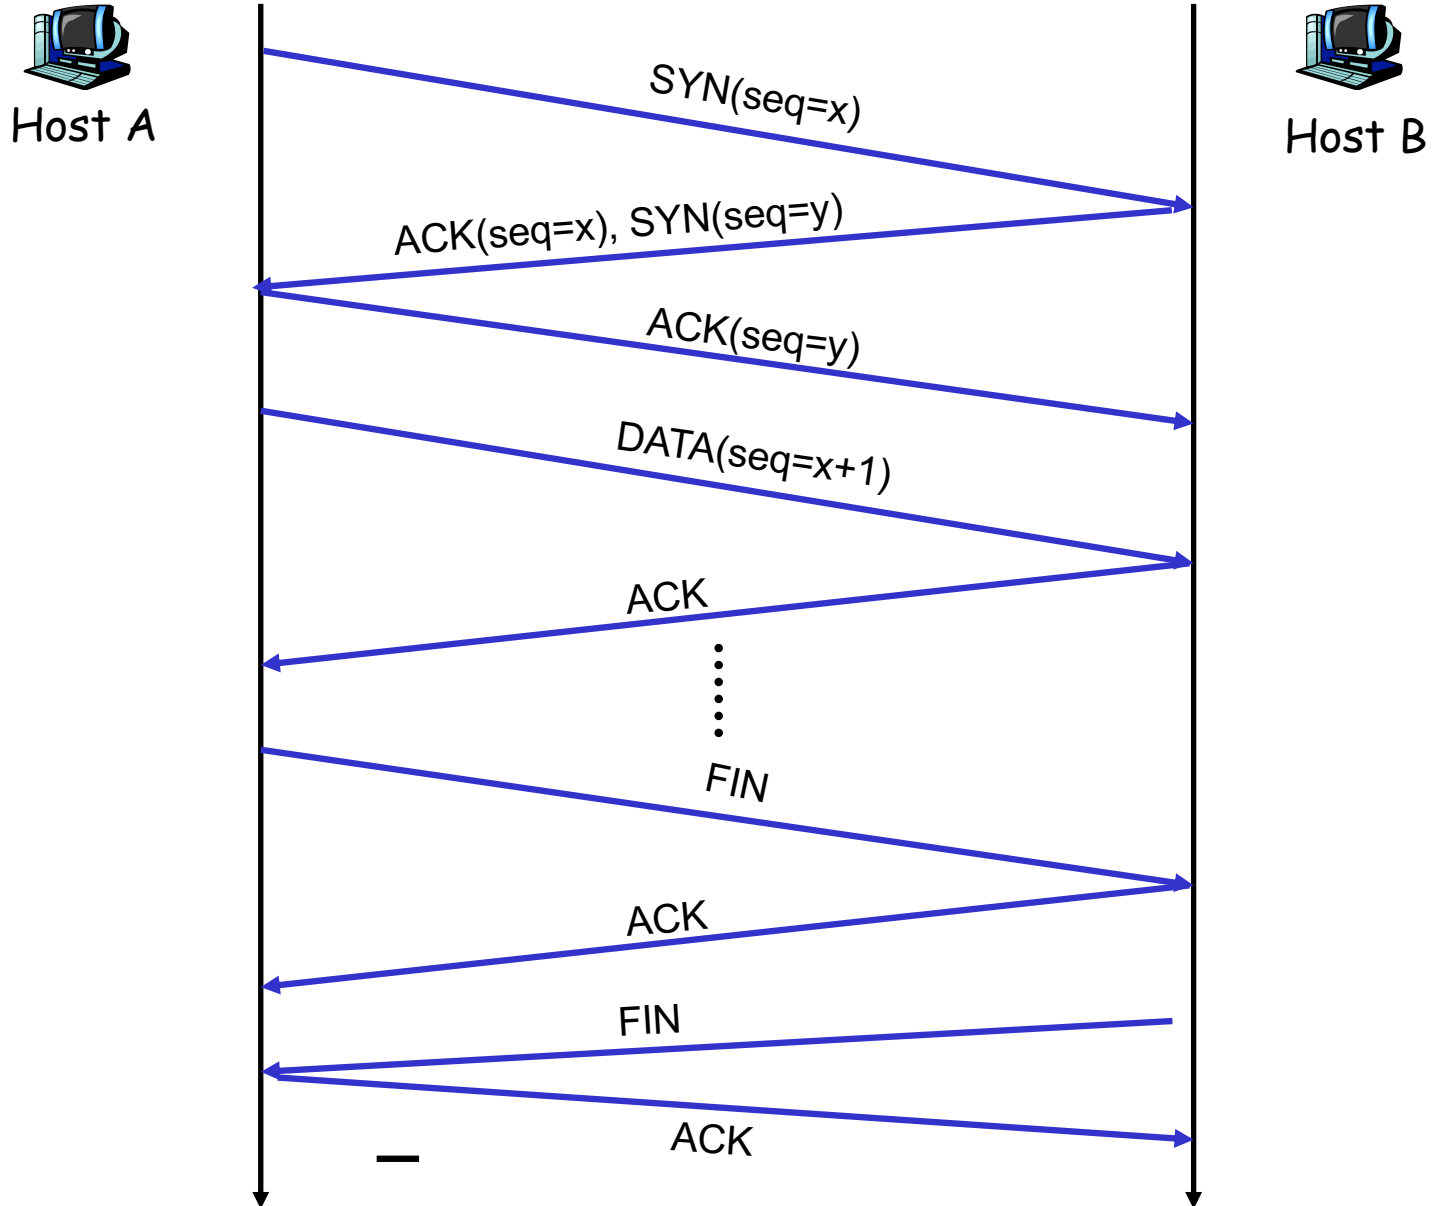 Host A
Host B
SYN(seq=x)
ACK(seq=x), SYN(seq=y)
ACK(seq=y)
DATA(seq=x+1)
ACK
FIN
ACK
FIN
ACK